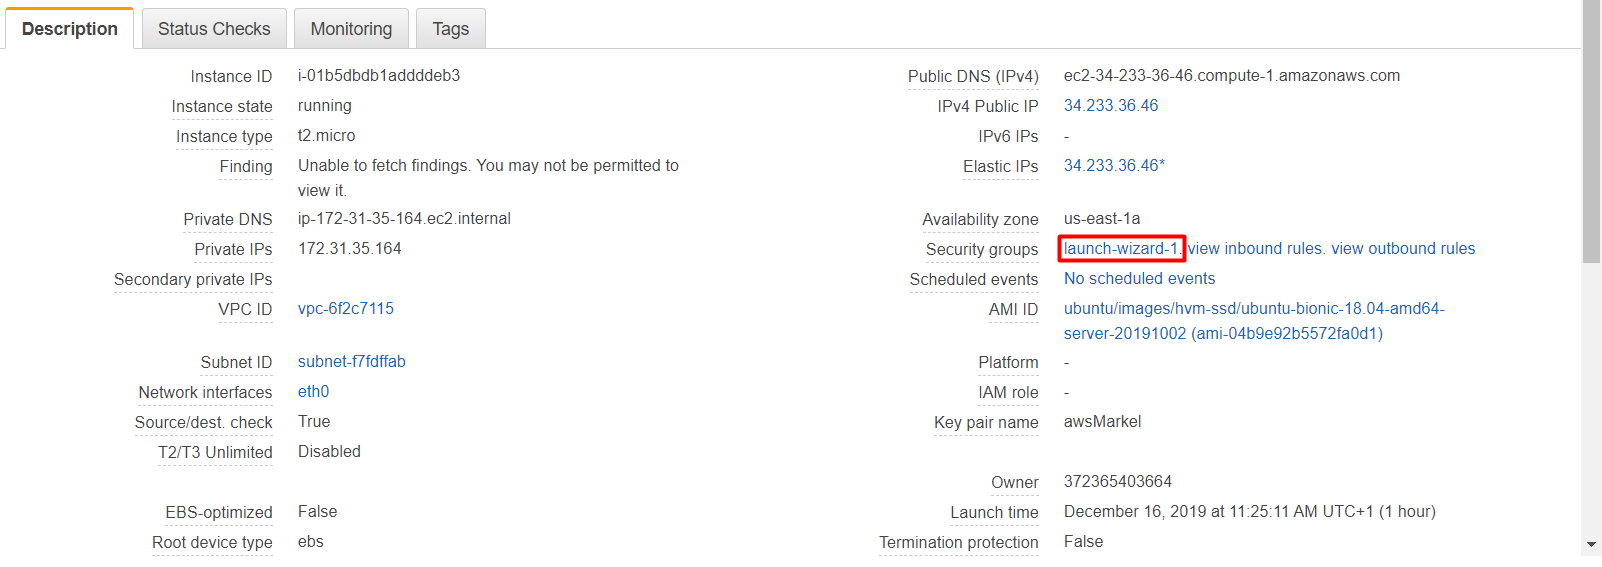 Description Status Checks Monitoring Tags
Instance ID i-01b5dbdb1addddeb3
Instance state running
Instance type t2.micro
Finding Unable to fetch findings. You may not be permitted to
view it.
Private DNS ip-172-31-35-164.ec2.internal
Private IPs 172.31.35.164
Secondary private IPs
VPC ID vpc-6f2c7115
Subnet ID subnet-f7fdffab
Network interfaces eth0
Source/dest. check True
T2/T3 Unlimited Disabled
EBS-optimized False
Root device type ebs
Public DNS (IPv4) ec2-34-233-36-46.compute-1.amazonaws.com
IPv4 Public IP 34.233.36.46
IPv6 IPs -
Elastic IPs 34.233.36.46*
Availability zone us-east-1a
Security groups launch-wizard-1. view inbound rules. view outbound rules
Scheduled events No scheduled events
AMI ID ubuntu/images/hvm-ssd/ubuntu-bionic-18.04-amd64-
server-20191002 (ami-04b9e92b5572fa0d1)
Platform -
IAM role -
Key pair name awsMarkel
Owner 372365403664
Launch time December 16, 2019 at 11:25:11 AM UTC+1 (1 hour)
Termination protection False